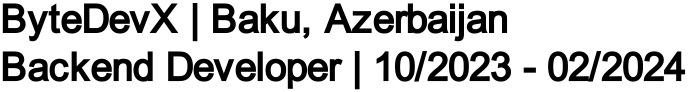 ByteDevX | Baku, Azerbaijan
Backend Developer | 10/2023 - 02/2024